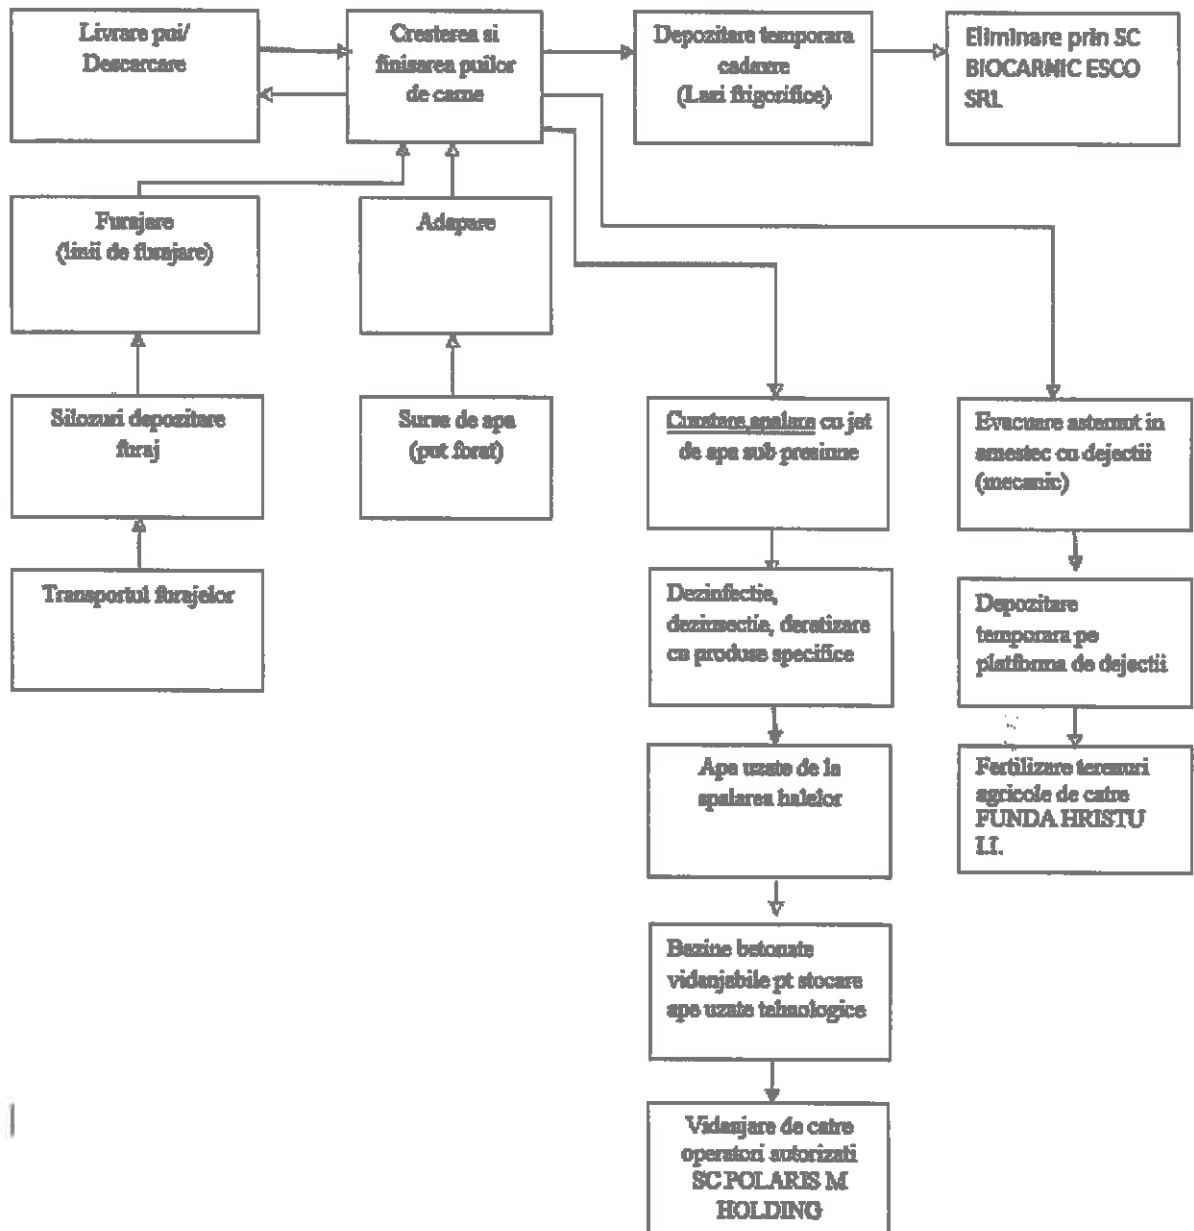 Livrare pui/
Descarcare
Cresterea si
finisarea puilor
de carne
Depozitare temporara
cadavre
(Lazi frigorifice)
Eliminare prin SC
BIOCARNIC ESCO
SRL
Furajare
(linii de furajare)
Adapare
Silozuri depozitare
furaj
Sursa de apa
(put forat)
Curatare,spalare cu jet
de apa sub presiune
Evacuare asternut in
amestec cu dejectii
(mecanic)
Transportul furajelor
Dezinfectie,
dezinsectie, deratizare
cu produse specifice
Depozitare
temporara pe
platforma de dejectii
Ape uzate de la
spalarea halelor
Fertilizare terenuri
agricole de catre
FUNDA HRISTU
I.I.
Bazine betonate
vidanjabile pt stocare
ape uzate tehnologice
Vidanjare de catre
operatori autorizati
SC POLARIS M
HOLDING